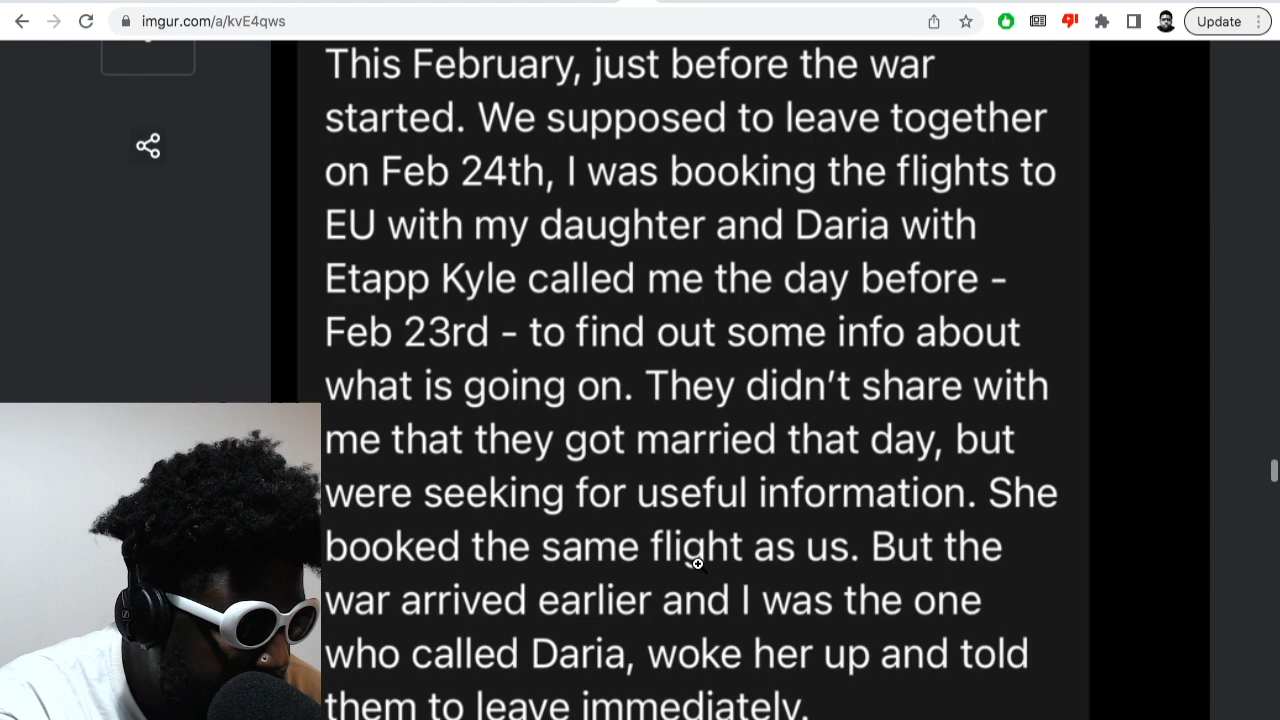 imgur.com/a/kvE4qws
Update
This February, just before the war
started. We supposed to leave together
on Feb 24th, I was booking the flights to
EU with my daughter and Daria with
Etapp Kyle called me the day before -
Feb 23rd - to find out some info about
what is going on. They didn’t share with
me that they got married that day, but
were seeking for useful information. She
booked the same flight as us. But the
war arrived earlier and I was the one
who called Daria, woke her up and told
them to leave immediately.